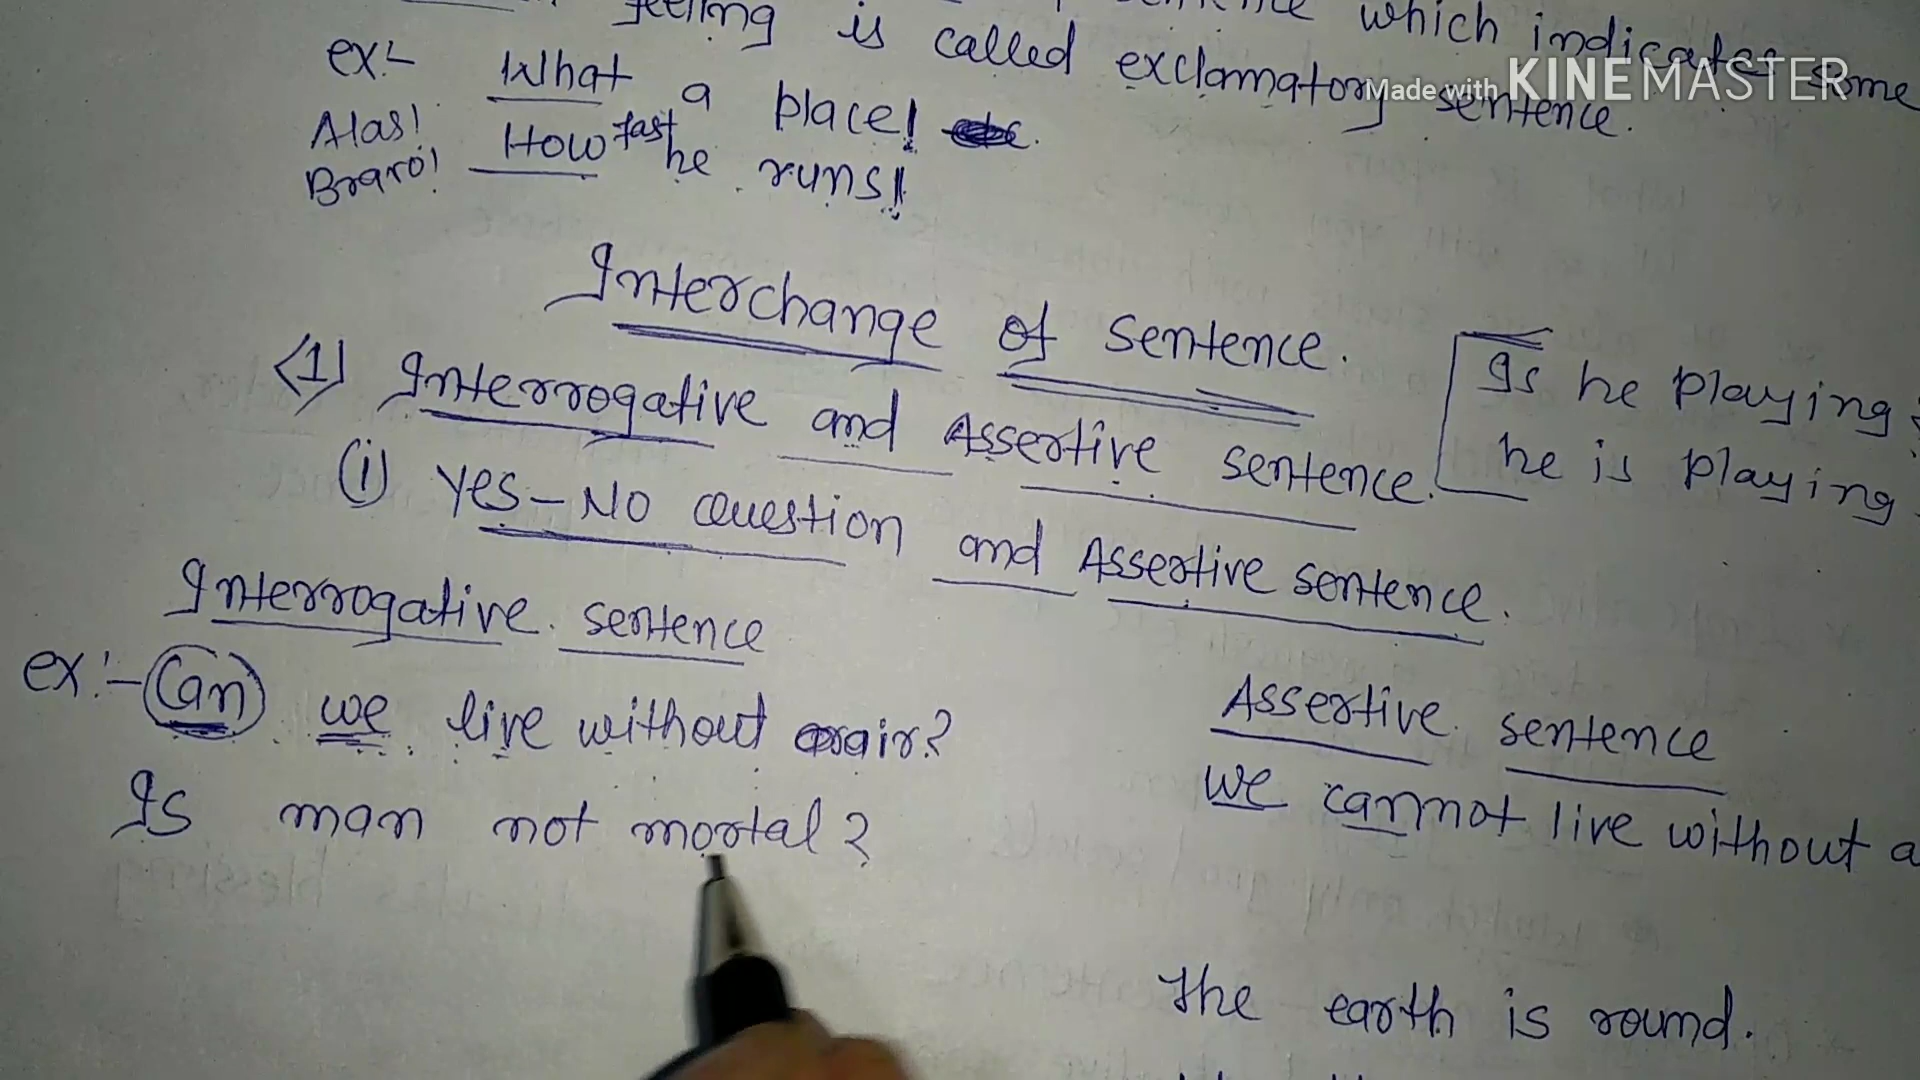 feeling is called exclamatory sentence.
which indicates some
ex:- What a place!
Alas! How fast he runs!
Bravo!
Made with KINEMASTER
Interchange of sentence.
(1) Interrogative and Assertive sentence.
Is he playing
he is playing
(i) Yes-No Question and Assertive sentence.
Interrogative sentence
ex:- Can we live without air?
Assertive sentence
we cannot live without a
Is man not mortal?
The earth is round.